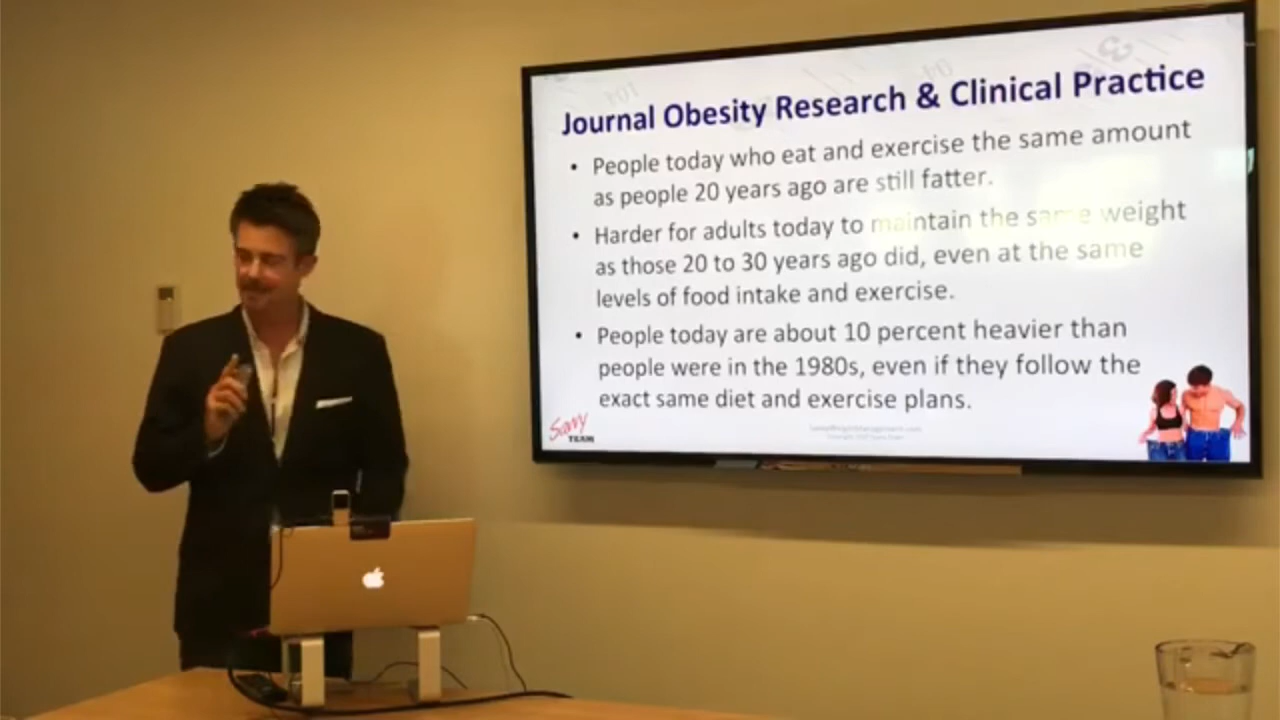 Journal Obesity Research & Clinical Practice
• People today who eat and exercise the same amount
as people 20 years ago are still fatter.
• Harder for adults today to maintain the same weight
as those 20 to 30 years ago did, even at the same
levels of food intake and exercise.
• People today are about 10 percent heavier than
people were in the 1980s, even if they follow the
exact same diet and exercise plans.
Savvy
TEAM